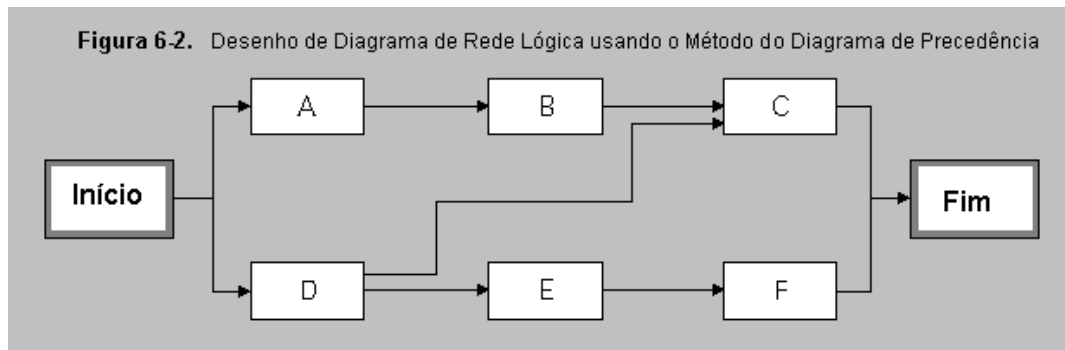 Figura 6-2. Desenho de Diagrama de Rede Lógica usando o Método do Diagrama de Precedência
A
B
C
Início
Fim
D
E
F